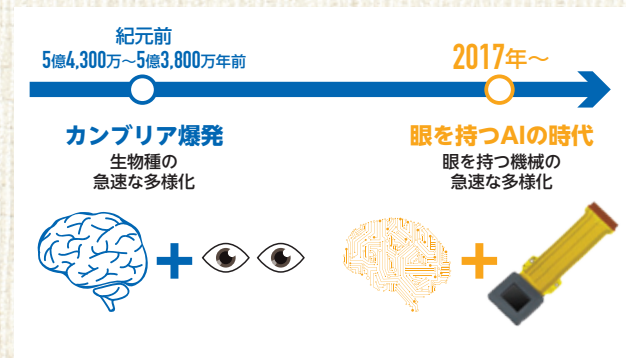 紀元前
5億4,300万～5億3,800万年前
2017年～
カンブリア爆発
生物種の
急速な多様化
眼を持つAIの時代
眼を持つ機械の
急速な多様化